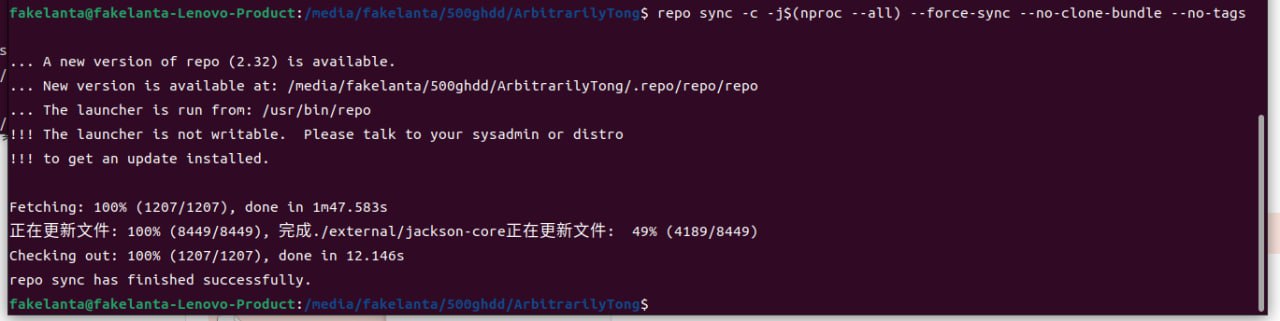 fakelanta@fakelanta-Lenovo-Product:/media/fakelanta/500ghdd/ArbitrarilyTong$ repo sync -c -j$(nproc --all) --force-sync --no-clone-bundle --no-tags
... A new version of repo (2.32) is available.
... New version is available at: /media/fakelanta/500ghdd/ArbitrarilyTong/.repo/repo/repo
... The launcher is run from: /usr/bin/repo
!!! The launcher is not writable.  Please talk to your sysadmin or distro
!!! to get an update installed.
Fetching: 100% (1207/1207), done in 1m47.583s
正在更新文件: 100% (8449/8449), 完成./external/jackson-core正在更新文件:  49% (4189/8449)
Checking out: 100% (1207/1207), done in 12.146s
repo sync has finished successfully.
fakelanta@fakelanta-Lenovo-Product:/media/fakelanta/500ghdd/ArbitrarilyTong$